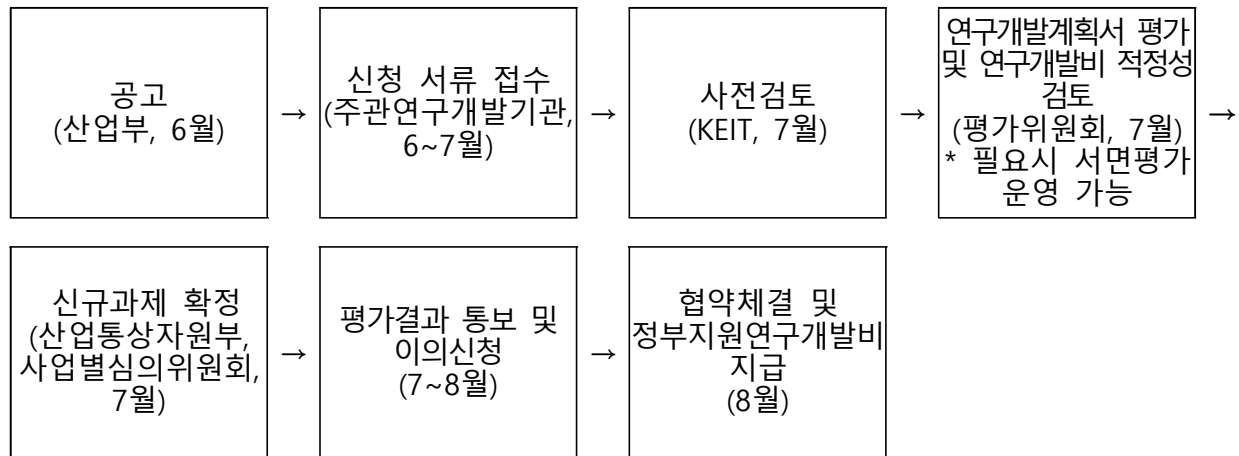 공고
(산업부, 6월)
→
신청 서류 접수
(주관연구개발기관,
6~7월)
→
사전검토
(KEIT, 7월)
→
연구개발계획서 평가
및 연구개발비 적정성
검토
(평가위원회, 7월)
* 필요시 서면평가
운영 가능
→
신규과제 확정
(산업통상자원부,
사업별심의위원회,
7월)
→
평가결과 통보 및
이의신청
(7~8월)
→
협약체결 및
정부지원연구개발비
지급
(8월)